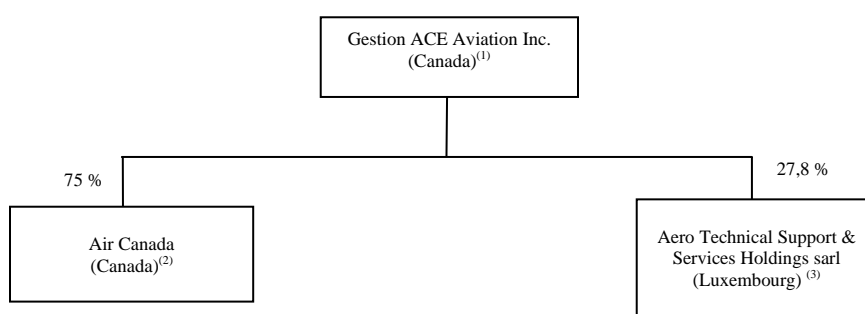 Gestion ACE Aviation Inc.
(Canada)(1)
75 %
27,8 %
Air Canada
(Canada)(2)
Aero Technical Support &
Services Holdings sarl
(Luxembourg) (3)